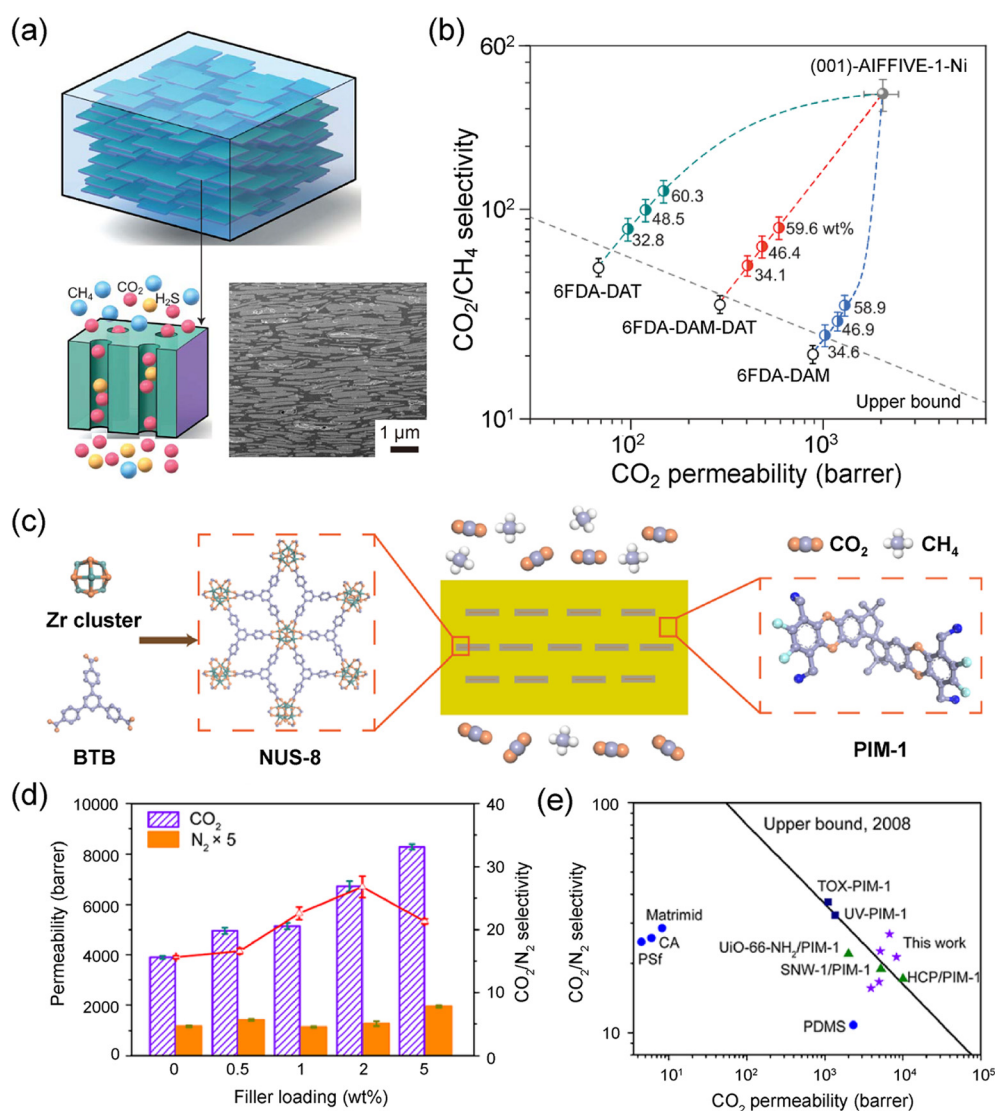 (a)
CH4
CO2
H2S
1 μm
(b)
CO2/CH4 selectivity
60²
10²
10¹
(001)-AlFFIVE-1-Ni
60.3
48.5
32.8
6FDA-DAT
59.6 wt%
46.4
34.1
6FDA-DAM-DAT
58.9
46.9
34.6
6FDA-DAM
Upper bound
10²
10³
CO2 permeability (barrer)
(c)
Zr cluster
BTB
NUS-8
CO2
CH4
PIM-1
(d)
Permeability (barrer)
10000
8000
6000
4000
2000
0
CO2
N2 × 5
40
30
20
10
0
CO2/N2 selectivity
0 0.5 1 2 5
Filler loading (wt%)
(e)
CO2/N2 selectivity
100
10
Upper bound, 2008
TOX-PIM-1
UV-PIM-1
Matrimid
CA
PSf
This work
UiO-66-NH2/PIM-1
SNW-1/PIM-1
HCP/PIM-1
PDMS
10¹ 10² 10³ 10⁴ 10⁵
CO2 permeability (barrer)